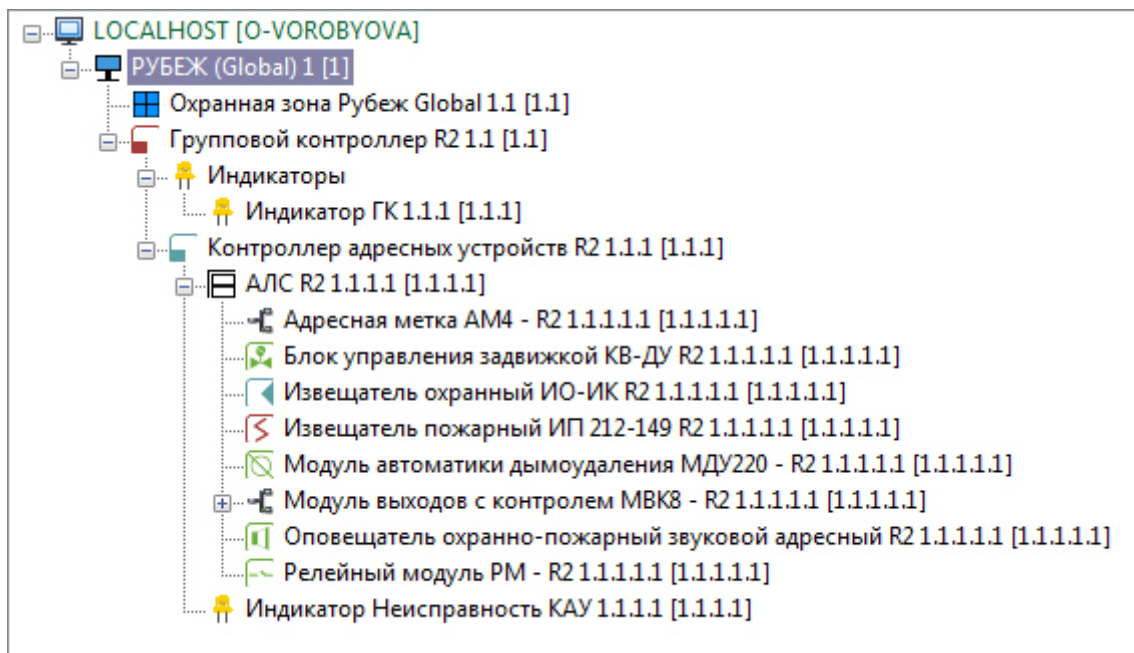 LOCALHOST [O-VOROBYOVA]
РУБЕЖ (Global) 1 [1]
Охранная зона Рубеж Global 1.1 [1.1]
Групповой контроллер R2 1.1 [1.1]
Индикаторы
Индикатор ГК 1.1.1 [1.1.1]
Контроллер адресных устройств R2 1.1.1 [1.1.1]
АЛС R2 1.1.1.1 [1.1.1.1]
Адресная метка АМ4 - R2 1.1.1.1.1 [1.1.1.1.1]
Блок управления задвижкой КВ-ДУ R2 1.1.1.1.1 [1.1.1.1.1]
Извещатель охранный ИО-ИК R2 1.1.1.1.1 [1.1.1.1.1]
Извещатель пожарный ИП 212-149 R2 1.1.1.1.1 [1.1.1.1.1]
Модуль автоматики дымоудаления МДУ220 - R2 1.1.1.1.1 [1.1.1.1.1]
Модуль выходов с контролем МВК8 - R2 1.1.1.1.1 [1.1.1.1.1]
Оповещатель охранно-пожарный звуковой адресный R2 1.1.1.1.1 [1.1.1.1.1]
Релейный модуль РМ - R2 1.1.1.1.1 [1.1.1.1.1]
Индикатор Неисправность КАУ 1.1.1.1 [1.1.1.1]